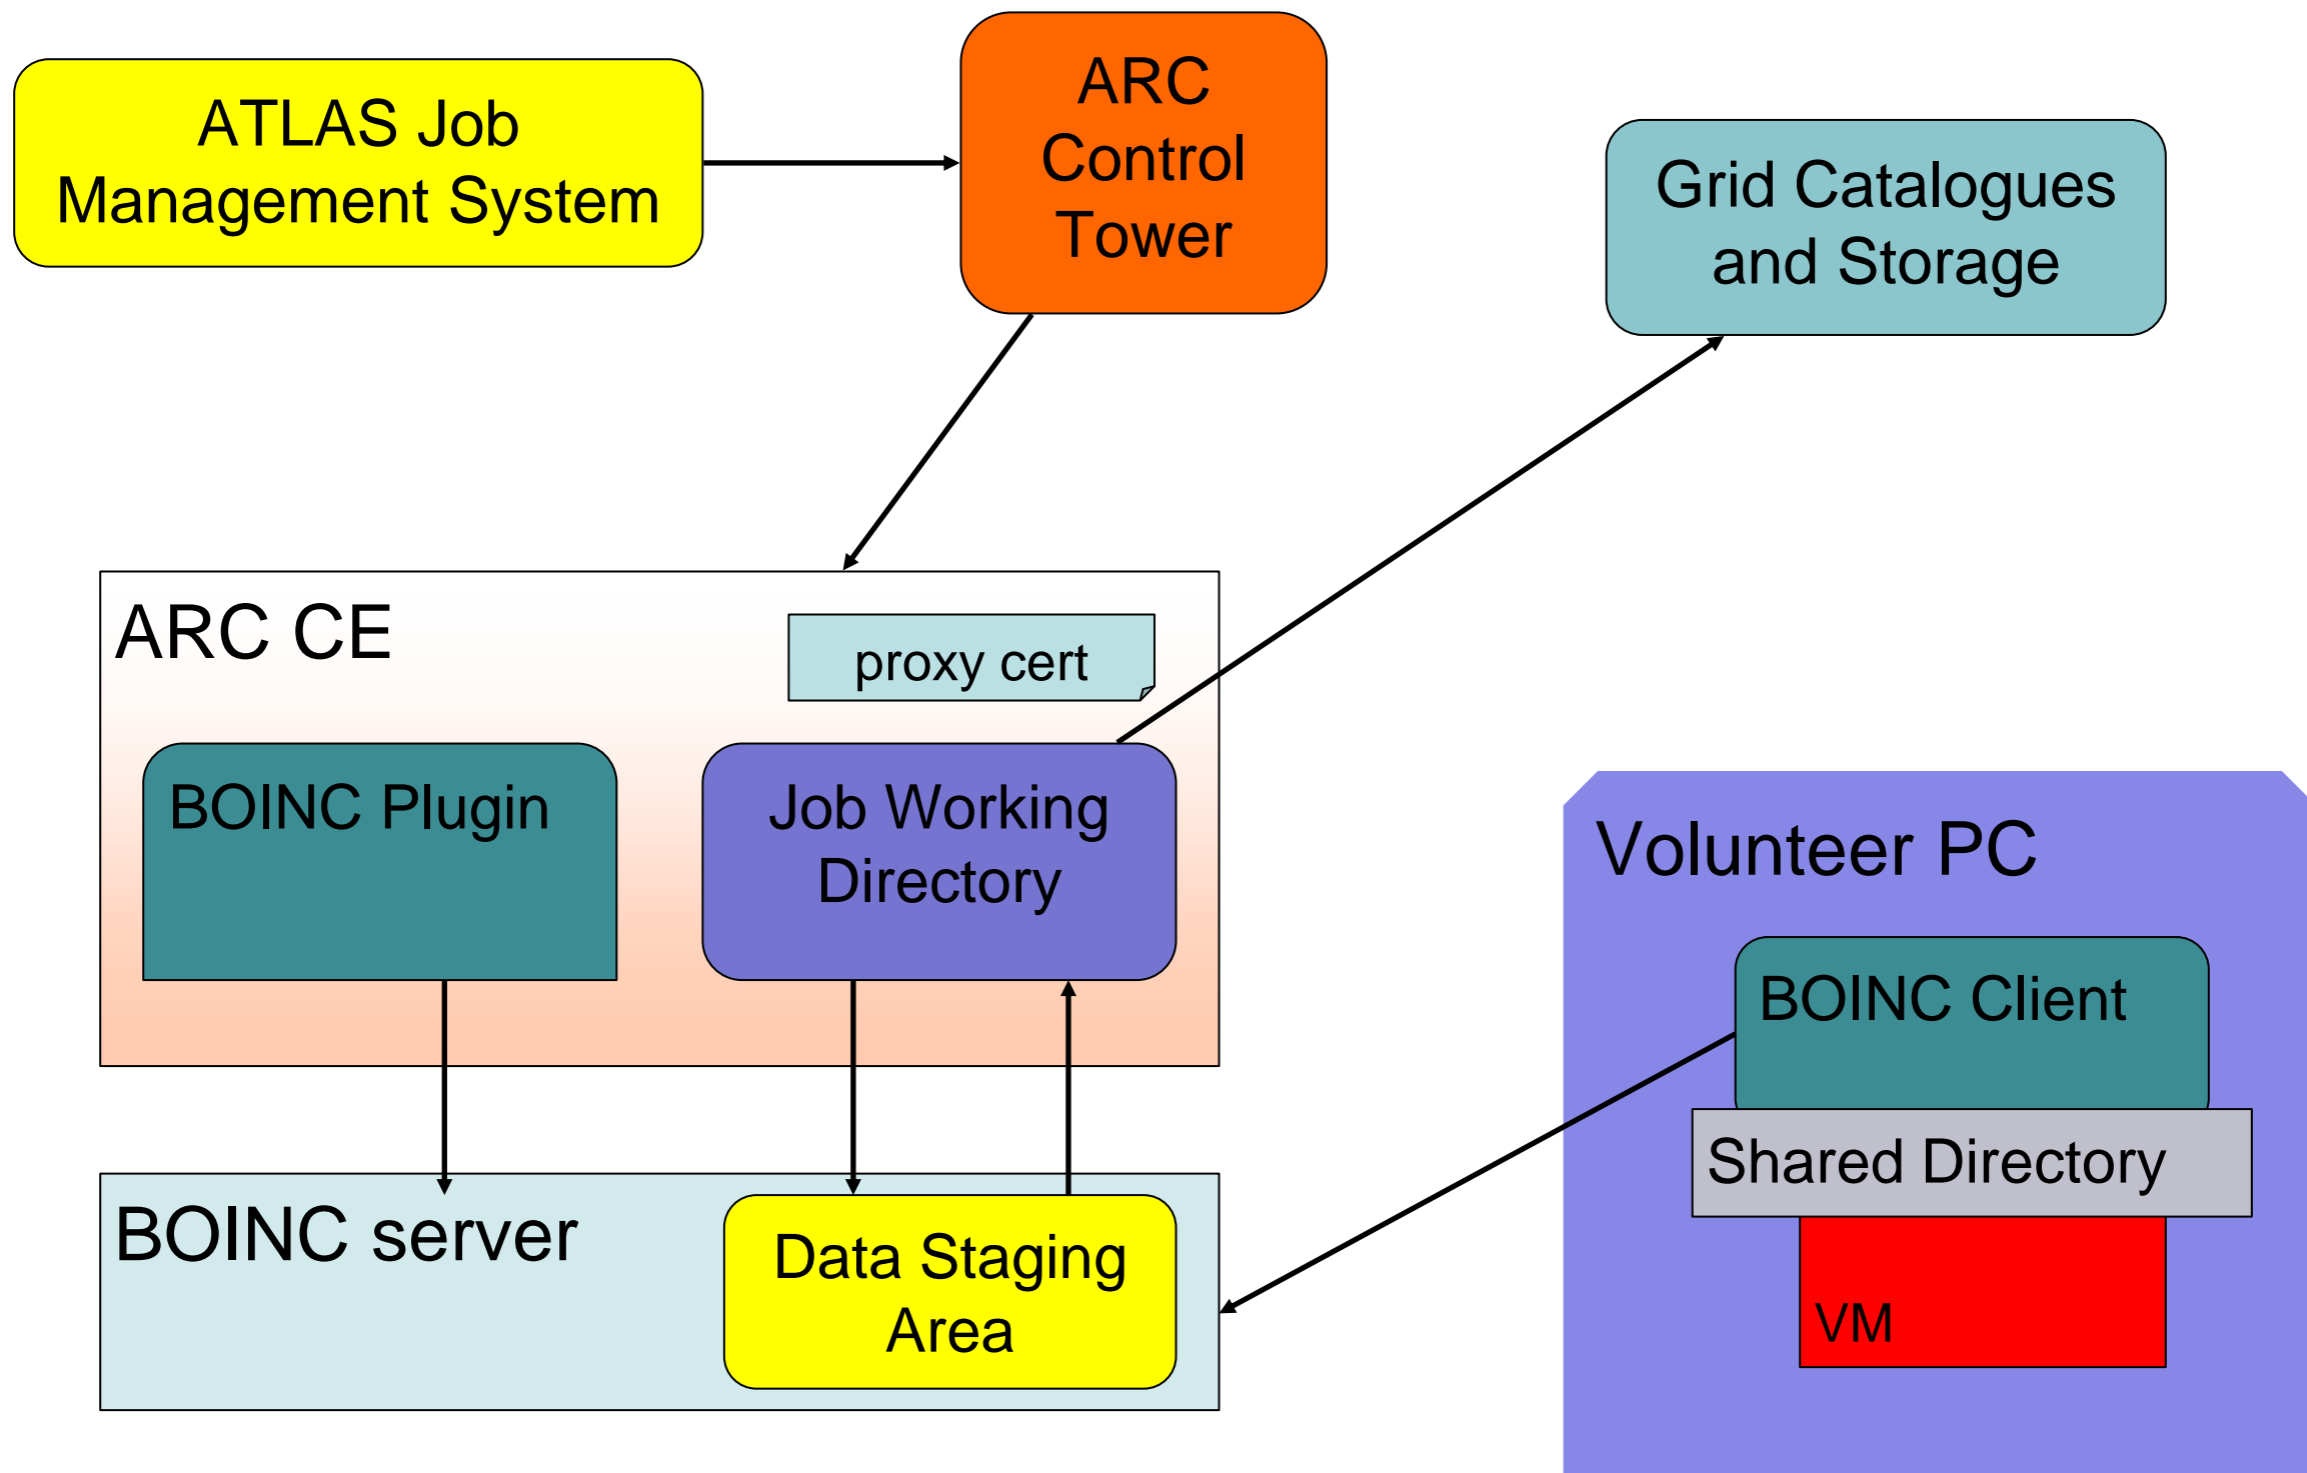 ATLAS Job
Management System
ARC
Control
Tower
Grid Catalogues
and Storage
ARC CE
proxy cert
BOINC Plugin
Job Working
Directory
Volunteer PC
BOINC Client
Shared Directory
VM
BOINC server
Data Staging
Area